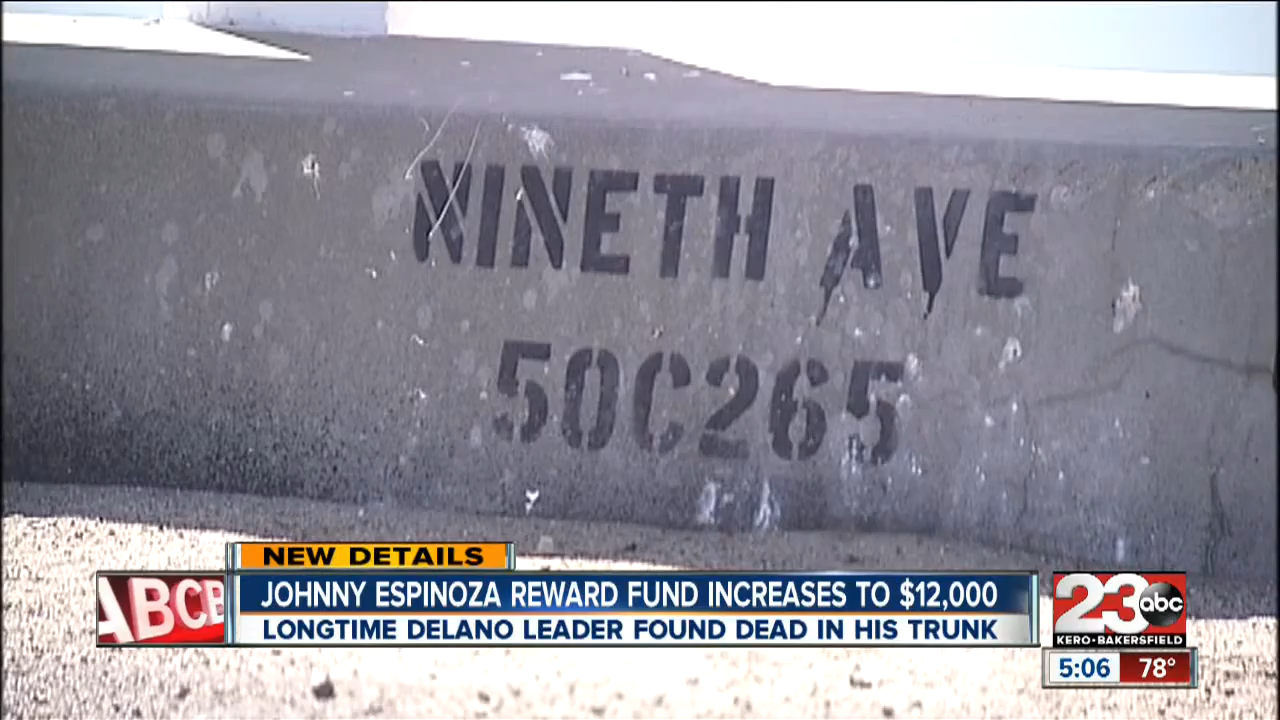 NINETH AVE
50C265
NEW DETAILS
ABCB
JOHNNY ESPINOZA REWARD FUND INCREASES TO $12,000
LONGTIME DELANO LEADER FOUND DEAD IN HIS TRUNK
23 abc
KERO·BAKERSFIELD
5:06 78°